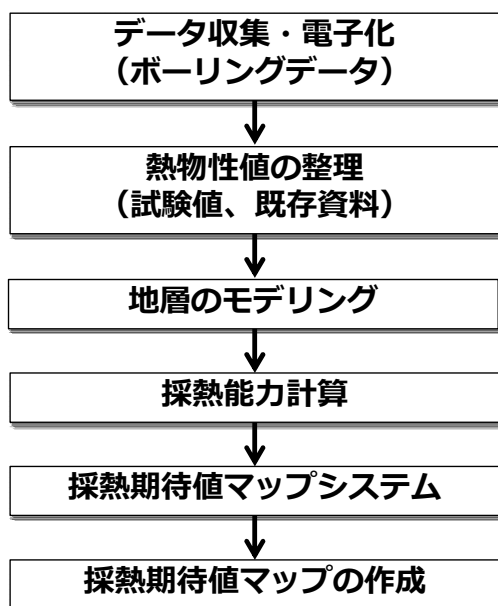 データ収集・電子化
（ボーリングデータ）
熱物性値の整理
（試験値、既存資料）
地層のモデリング
採熱能力計算
採熱期待値マップシステム
採熱期待値マップの作成